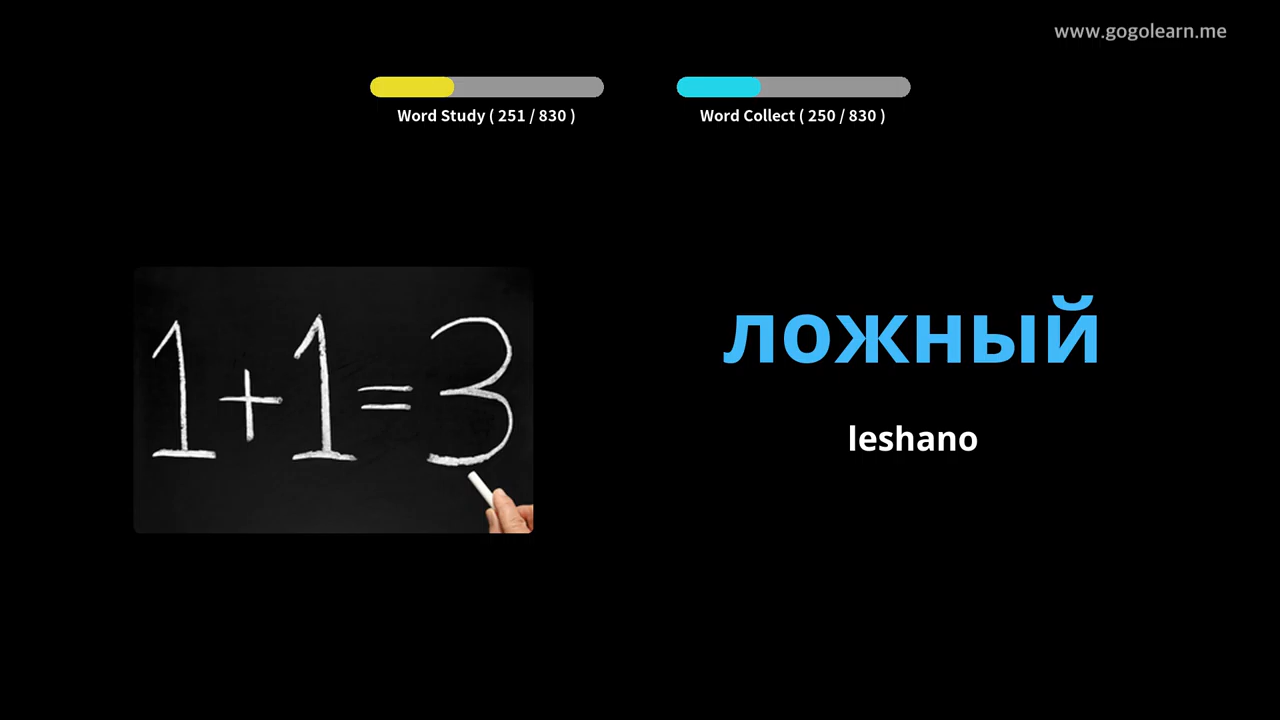 www.gogolearn.me
Word Study ( 251 / 830 )
Word Collect ( 250 / 830 )
1+1=3
ложный
leshano